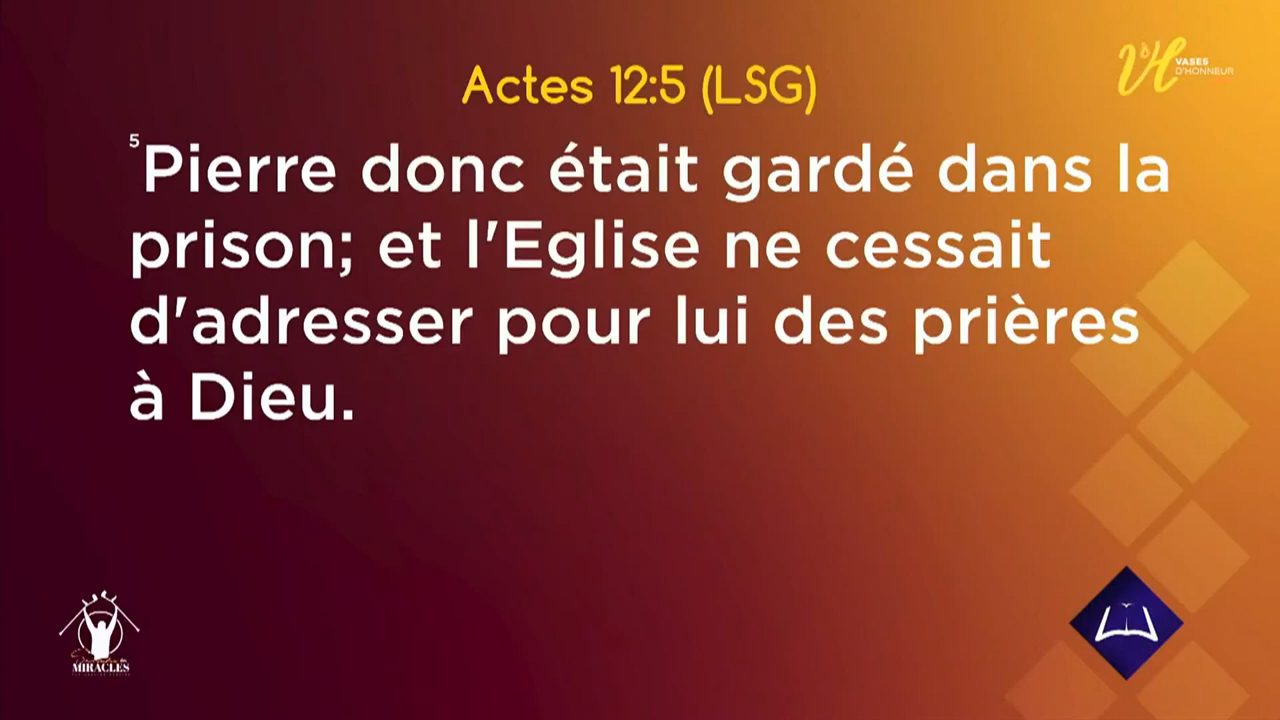 Actes 12:5 (LSG)
VASES
D'HONNEUR
5 Pierre donc était gardé dans la
prison; et l'Eglise ne cessait
d'adresser pour lui des prières
à Dieu.
MIRACLES